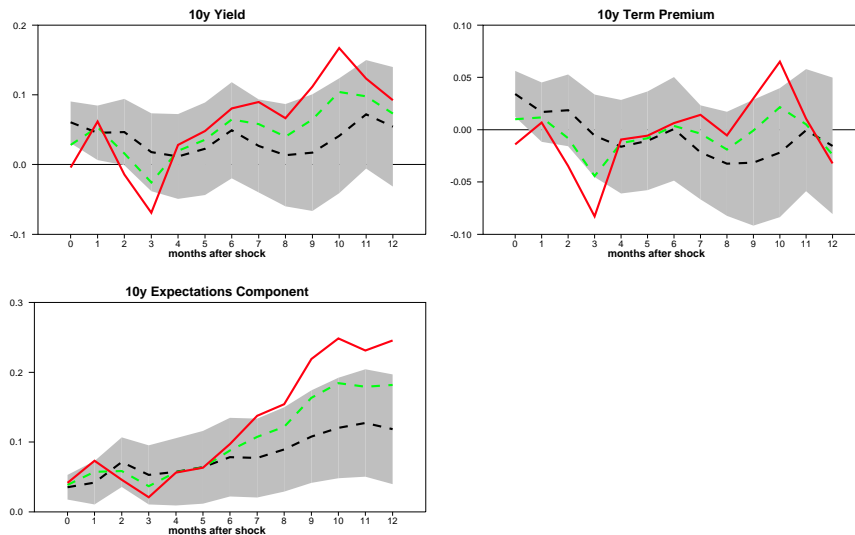 10y Yield
0.2
0.1
0.0
-0.1
0 1 2 3 4 5 6 7 8 9 10 11 12
months after shock
10y Term Premium
0.10
0.05
0.00
-0.05
-0.10
0 1 2 3 4 5 6 7 8 9 10 11 12
months after shock
10y Expectations Component
0.3
0.2
0.1
0.0
0 1 2 3 4 5 6 7 8 9 10 11 12
months after shock